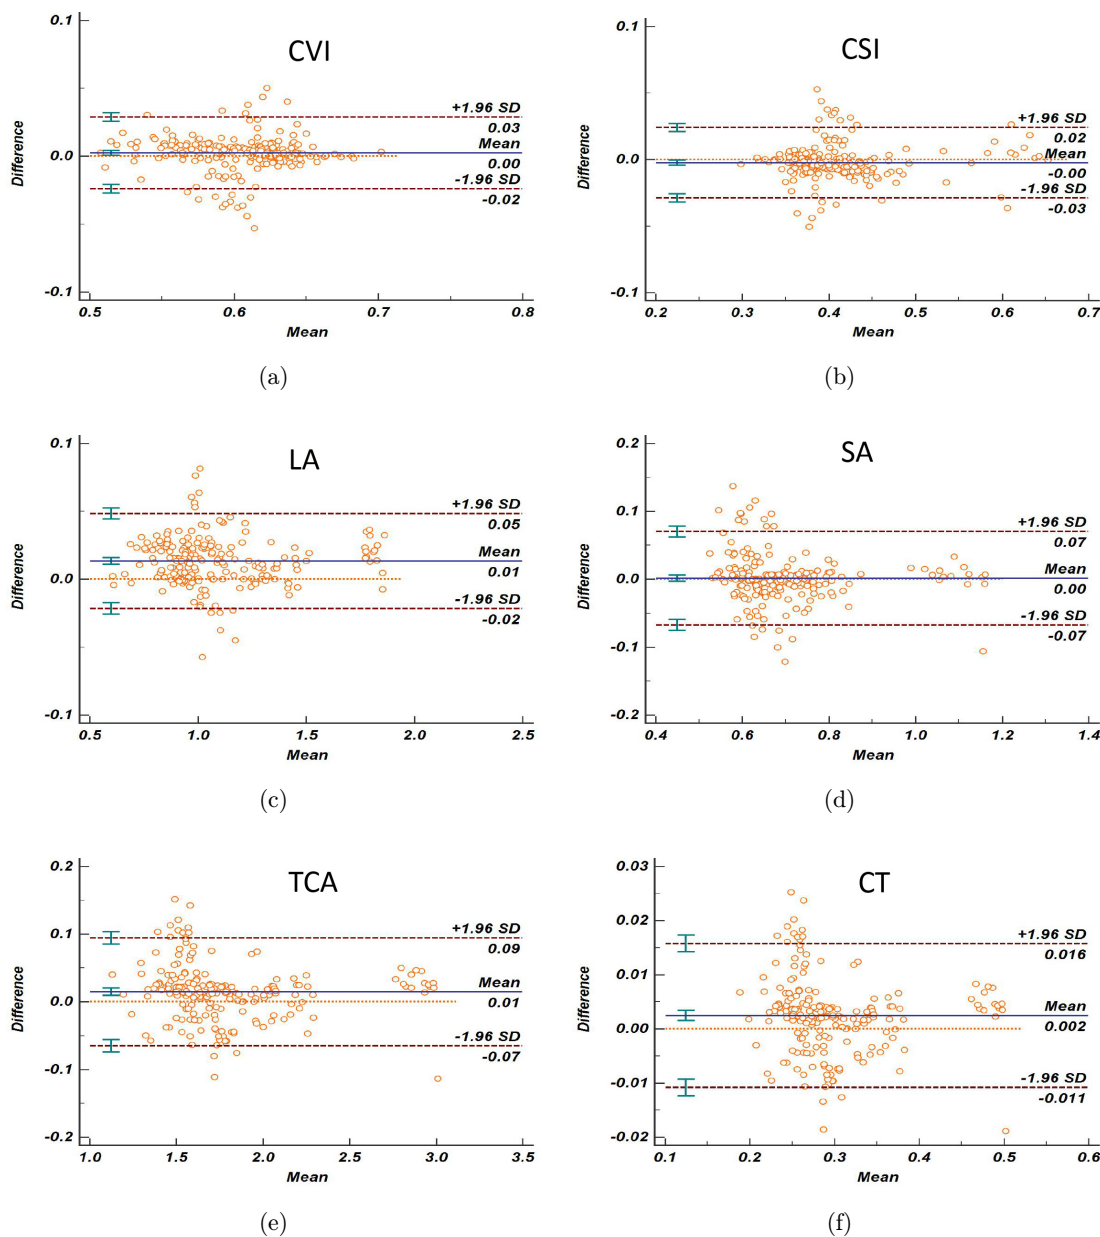 CVI
Difference
0.1
0.0
-0.1
+1.96 SD
0.03
Mean
0.00
-1.96 SD
-0.02
0.5 0.6 0.7 0.8
Mean
(a)
CSI
Difference
0.1
0.0
-0.1
+1.96 SD
0.02
Mean
-0.00
-1.96 SD
-0.03
0.2 0.3 0.4 0.5 0.6 0.7
Mean
(b)
LA
Difference
0.1
0.0
-0.1
+1.96 SD
0.05
Mean
0.01
-1.96 SD
-0.02
0.5 1.0 1.5 2.0 2.5
Mean
(c)
SA
Difference
0.2
0.1
0.0
-0.1
-0.2
+1.96 SD
0.07
Mean
0.00
-1.96 SD
-0.07
0.4 0.6 0.8 1.0 1.2 1.4
Mean
(d)
TCA
Difference
0.2
0.1
0.0
-0.1
-0.2
+1.96 SD
0.09
Mean
0.01
-1.96 SD
-0.07
1.0 1.5 2.0 2.5 3.0 3.5
Mean
(e)
CT
Difference
0.03
0.02
0.01
0.00
-0.01
-0.02
+1.96 SD
0.016
Mean
0.002
-1.96 SD
-0.011
0.1 0.2 0.3 0.4 0.5 0.6
Mean
(f)